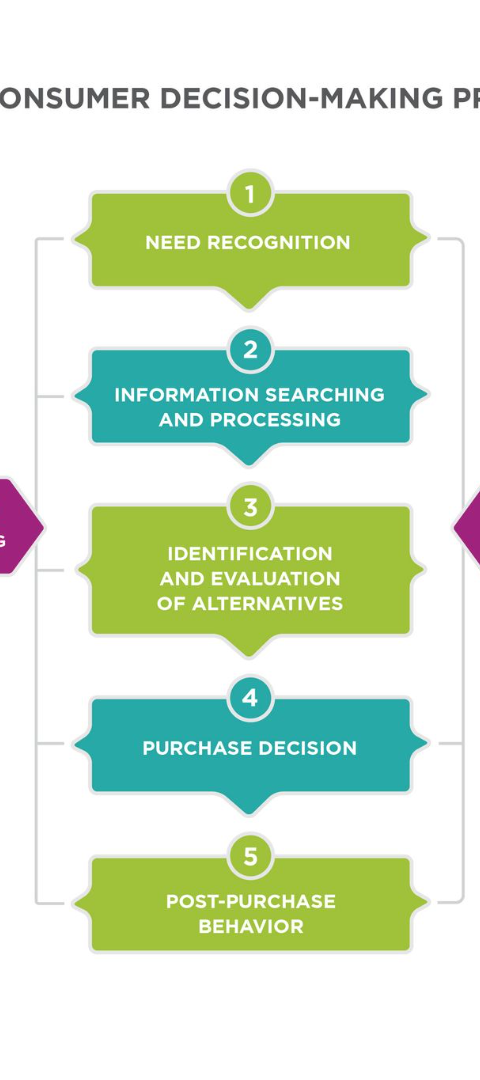 ONSUMER DECISION-MAKING PR
1
NEED RECOGNITION
2
INFORMATION SEARCHING
AND PROCESSING
3
IDENTIFICATION
AND EVALUATION
OF ALTERNATIVES
G
4
PURCHASE DECISION
5
POST-PURCHASE
BEHAVIOR